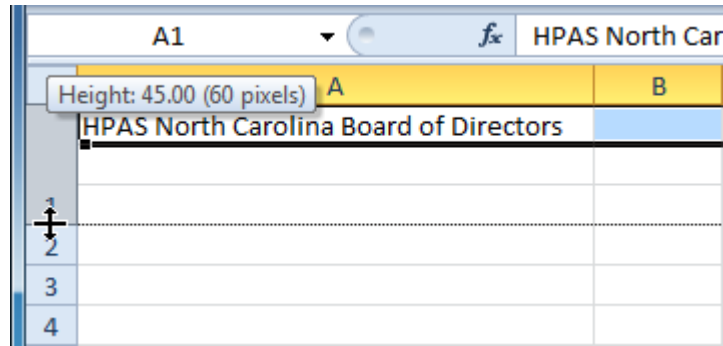 A1 fx HPAS North Car
Height: 45.00 (60 pixels) A B
HPAS North Carolina Board of Directors
1
2
3
4